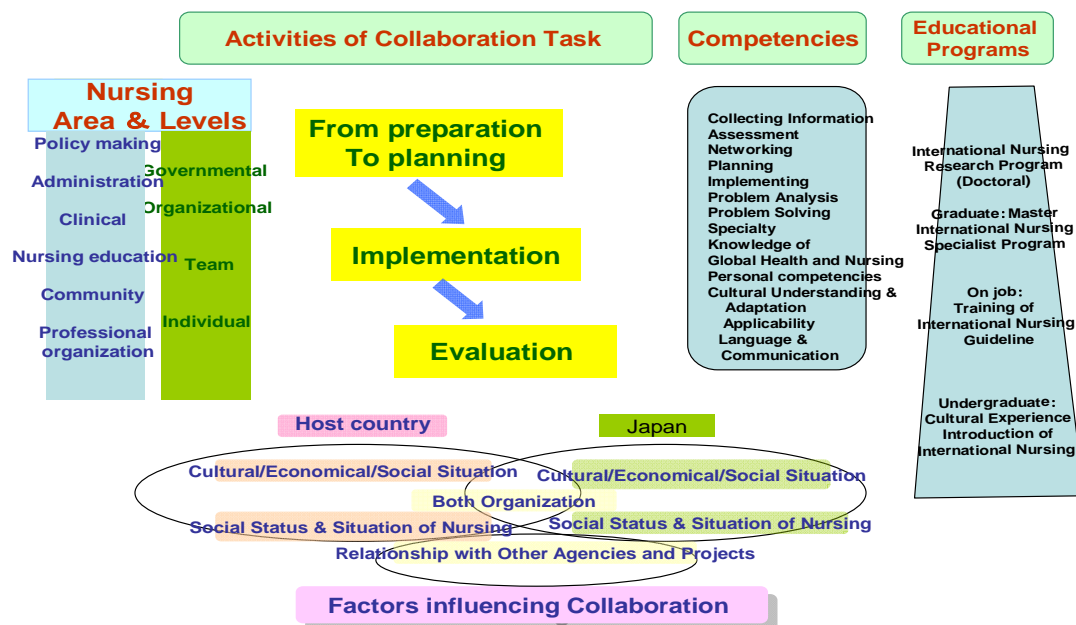 Activities of Collaboration Task
Competencies
Educational
Programs
Nursing
Area & Levels
Policy making
Administration
Clinical
Nursing education
Community
Professional
organization
Governmental
Organizational
Team
Individual
From preparation
To planning
Implementation
Evaluation
Collecting Information
Assessment
Networking
Planning
Implementing
Problem Analysis
Problem Solving
Specialty
Knowledge of
Global Health and Nursing
Personal competencies
Cultural Understanding &
Adaptation
Applicability
Language &
Communication
International Nursing
Research Program
(Doctoral)
Graduate: Master
International Nursing
Specialist Program
On job:
Training of
International Nursing
Guideline
Undergraduate:
Cultural Experience
Introduction of
International Nursing
Host country
Japan
Cultural/Economical/Social Situation
Cultural/Economical/Social Situation
Both Organization
Social Status & Situation of Nursing
Social Status & Situation of Nursing
Relationship with Other Agencies and Projects
Factors influencing Collaboration